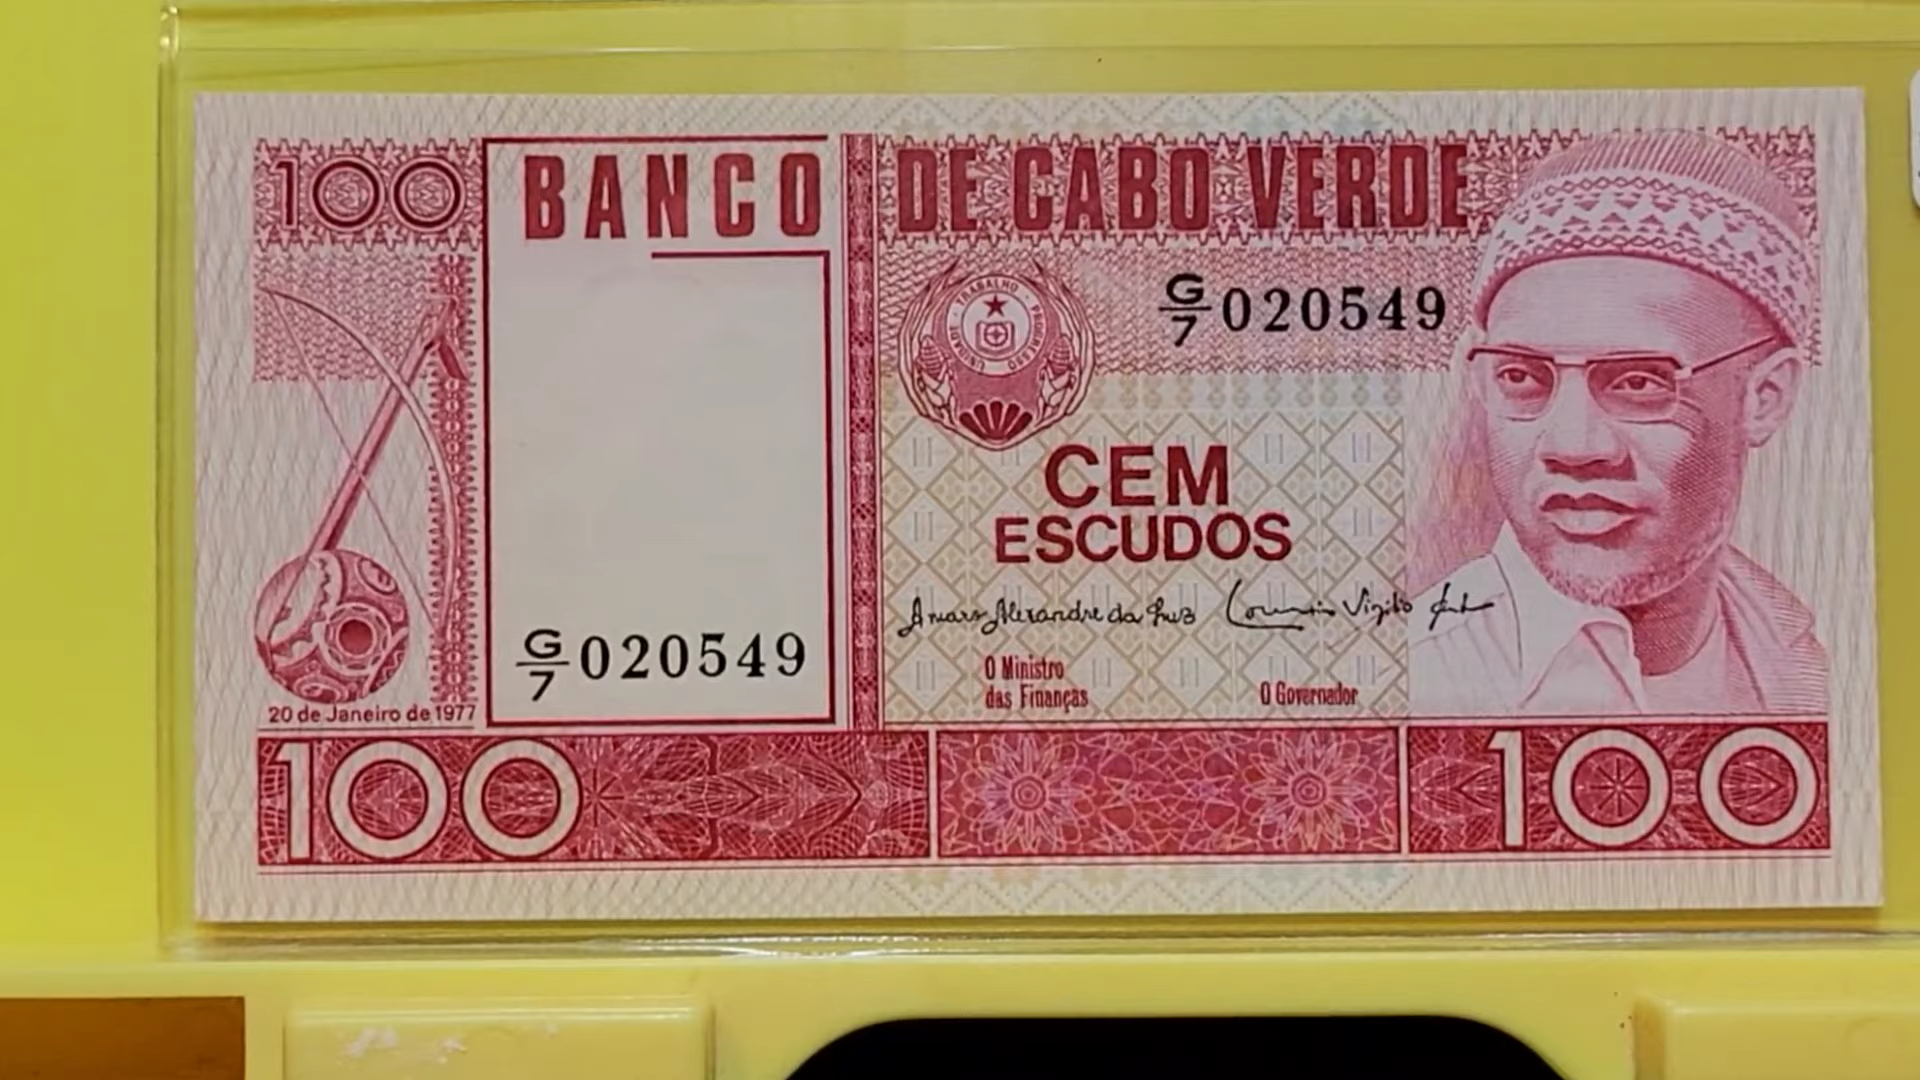 100
BANCO DE CABO VERDE
TRABALHO
G/7 020549
CEM
ESCUDOS
G/7 020549
O Ministro
das Finanças
O Governador
20 de Janeiro de 1977
100
100